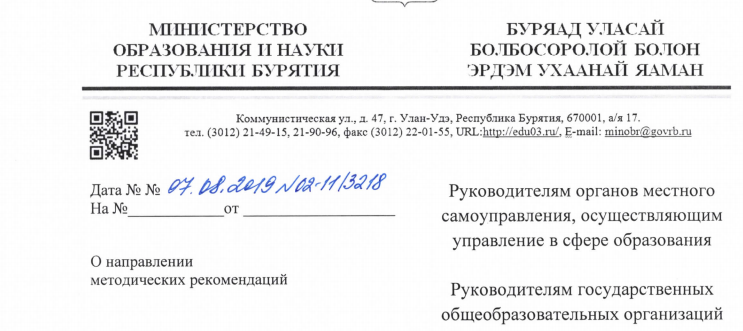 МИНИСТЕРСТВО
ОБРАЗОВАНИЯ И НАУКИ
РЕСПУБЛИКИ БУРЯТИЯ
БУРЯАД УЛАСАЙ
БОЛБОСОРОЛОЙ БОЛОН
ЭРДЭМ УХААНАЙ ЯАМАН
Коммунистическая ул., д. 47, г. Улан-Удэ, Республика Бурятия, 670001, а/я 17.
тел. (3012) 21-49-15, 21-90-96, факс (3012) 22-01-55, URL:http://edu03.ru/, E-mail: minobr@govrb.ru
Дата № № 07.08.2019 N02-11/3218
На №____________от ___________________
О направлении
методических рекомендаций
Руководителям органов местного
самоуправления, осуществляющим
управление в сфере образования
Руководителям государственных
общеобразовательных организаций